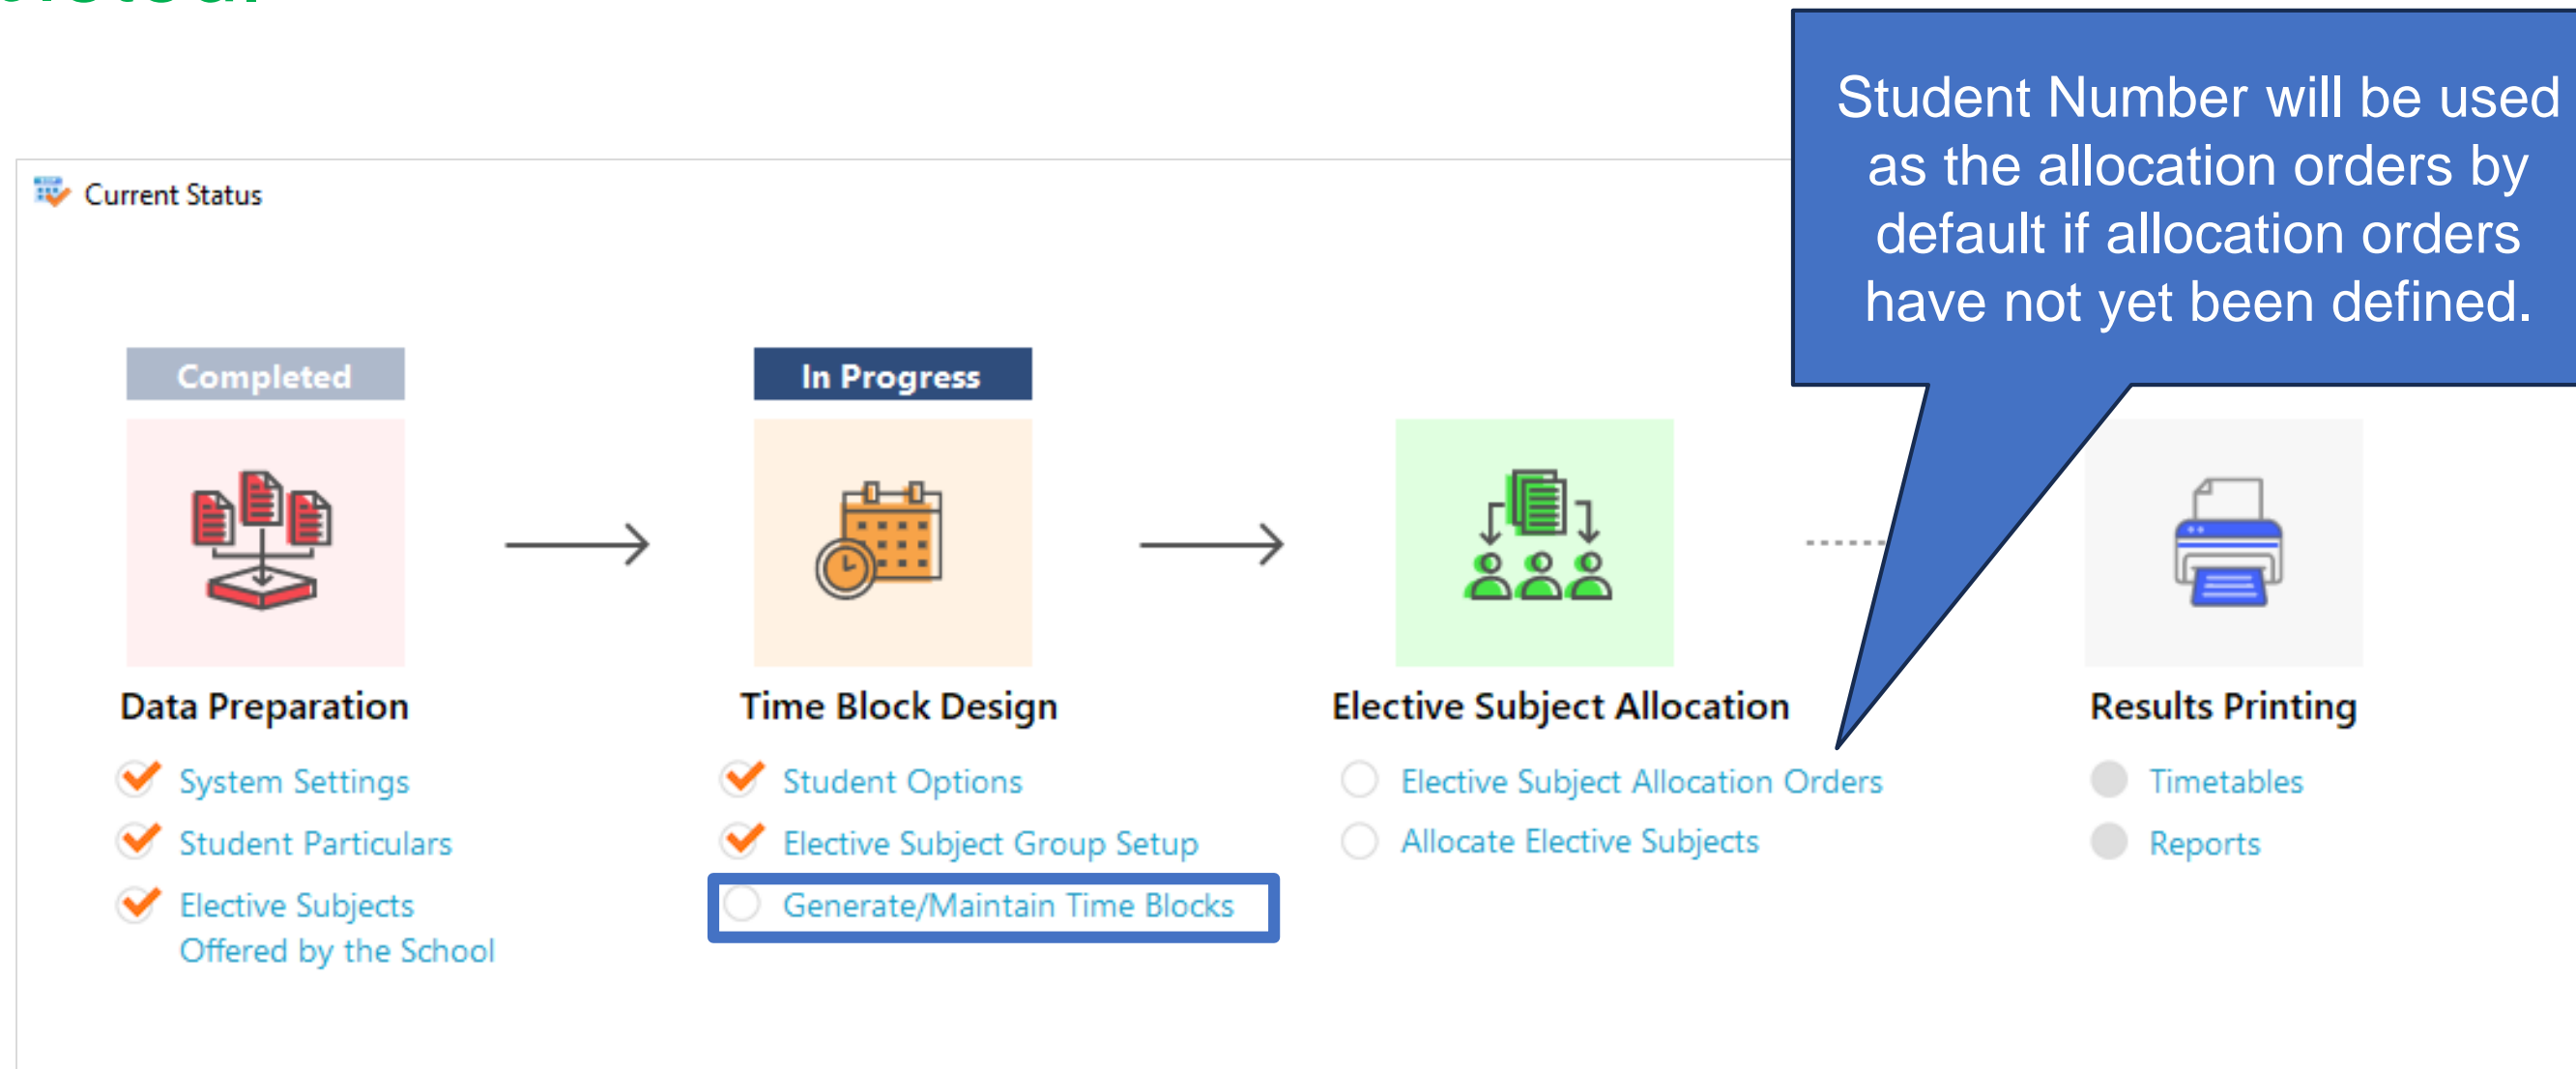 Student Number will be used
as the allocation orders by
default if allocation orders
have not yet been defined.
Current Status
Completed
In Progress
Data Preparation
System Settings
Student Particulars
Elective Subjects
Offered by the School
Time Block Design
Student Options
Elective Subject Group Setup
Generate/Maintain Time Blocks
Elective Subject Allocation
Elective Subject Allocation Orders
Allocate Elective Subjects
Results Printing
Timetables
Reports